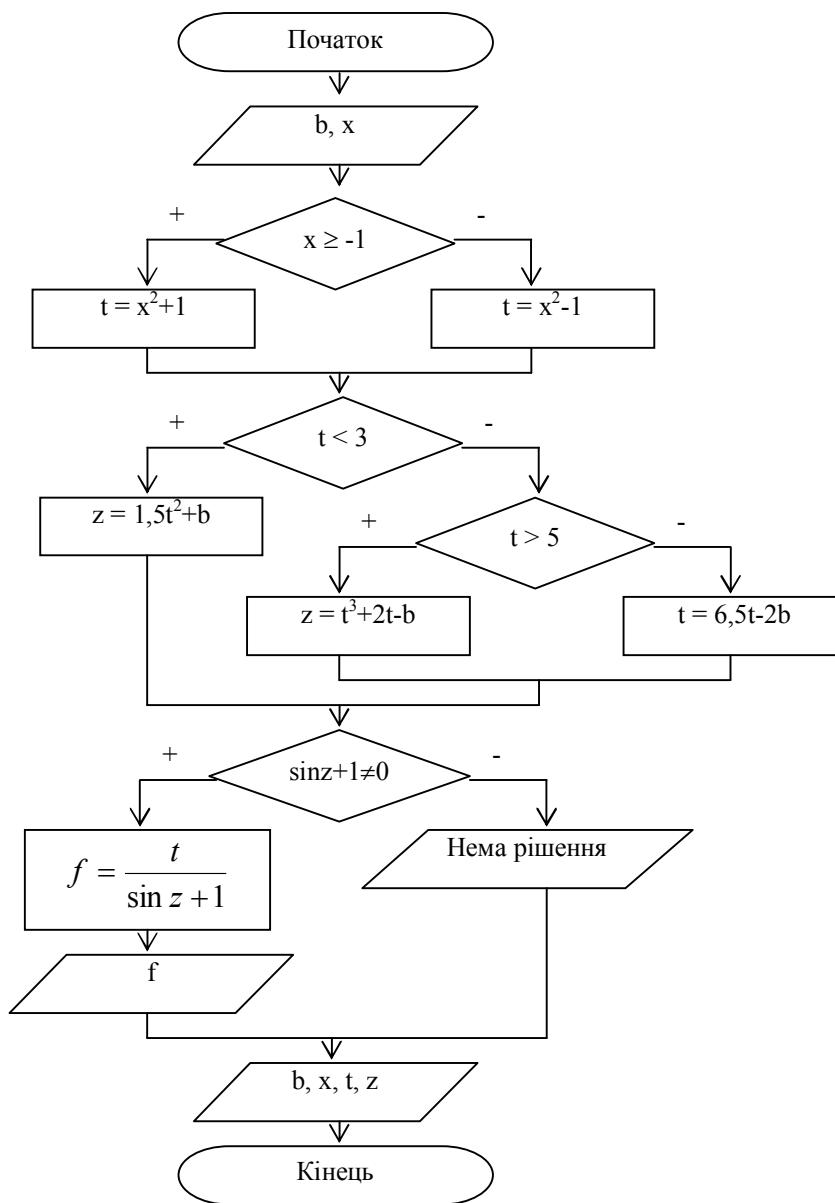 Початок
b, x
+
-
x ≥ -1
t = x²+1
t = x²-1
+
-
t < 3
z = 1,5t²+b
+
-
t > 5
z = t³+2t-b
t = 6,5t-2b
+
-
sinz+1≠0
f = t / (sin z + 1)
Нема рішення
f
b, x, t, z
Кінець